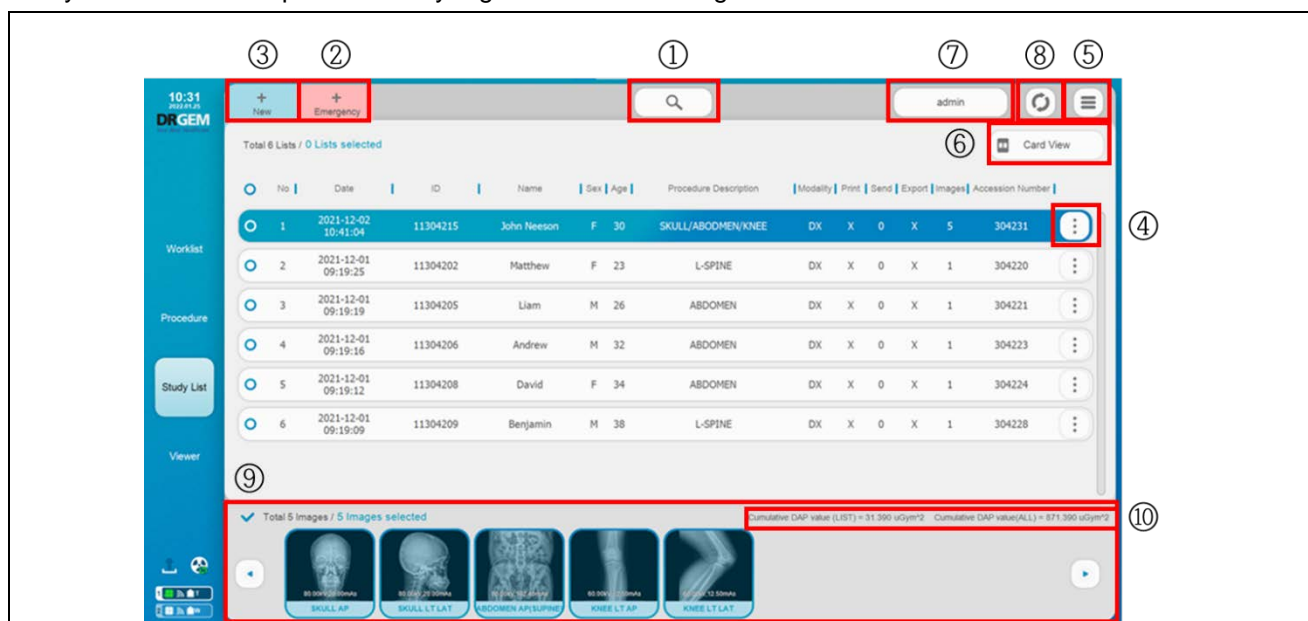 ③ ② ① ⑦ ⑧ ⑤
10:31
2022.01.25
DRGEM
+ New
+ Emergency
admin
⑥
Card View
Total 6 Lists / 0 Lists selected
No Date ID Name Sex Age Procedure Description Modality Print Send Export Images Accession Number
1 2021-12-02 10:41:04 11304215 John Neeson F 30 SKULL/ABODMEN/KNEE DX X 0 X 5 304231
④
2 2021-12-01 09:19:25 11304202 Matthew F 23 L-SPINE DX X 0 X 1 304220
3 2021-12-01 09:19:19 11304205 Liam M 26 ABDOMEN DX X 0 X 1 304221
4 2021-12-01 09:19:16 11304206 Andrew M 32 ABDOMEN DX X 0 X 1 304223
5 2021-12-01 09:19:12 11304208 David F 34 ABDOMEN DX X 0 X 1 304224
6 2021-12-01 09:19:09 11304209 Benjamin M 38 L-SPINE DX X 0 X 1 304228
Worklist
Procedure
Study List
Viewer
⑨
Total 5 Images / 5 Images selected
Cumulative DAP value (LIST) = 31.390 uGym^2 Cumulative DAP value(ALL) = 871.390 uGym^2
⑩
SKULL AP
SKULL LT LAT
ABDOMEN AP(SUPINE)
KNEE LT AP
KNEE LT LAT